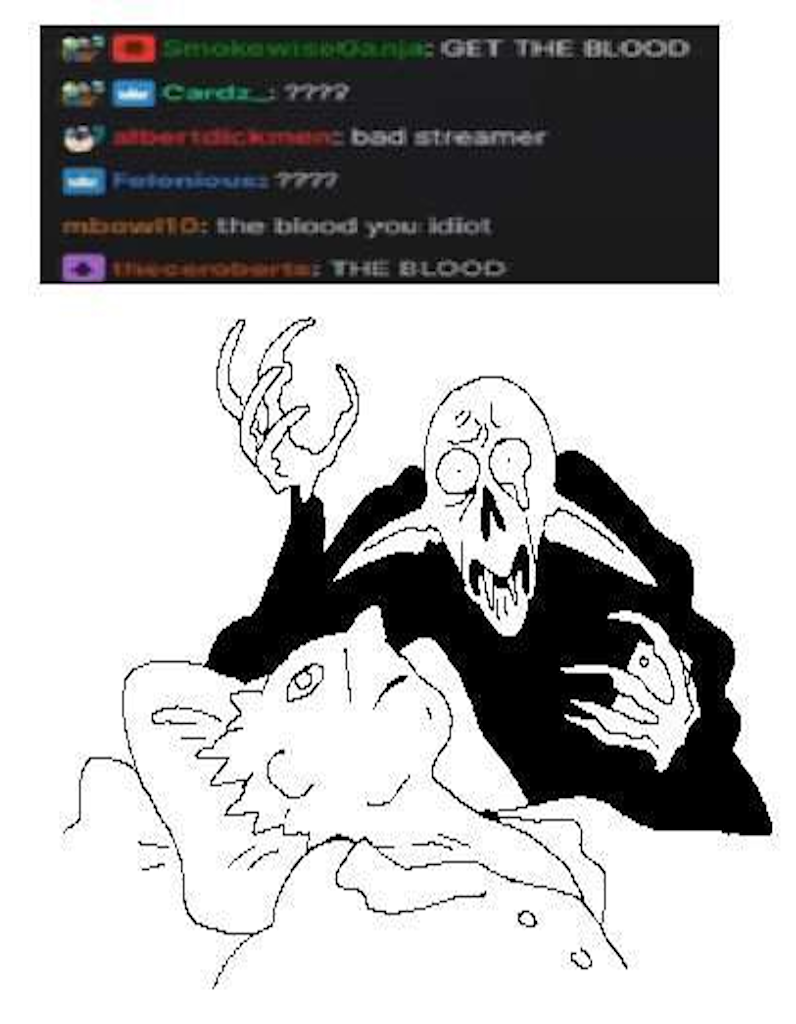 SmokewiseGanja: GET THE BLOOD
Cardz_: ????
albertdickmen: bad streamer
Felonious: ????
mbowl10: the blood you idiot
theceroberts: THE BLOOD